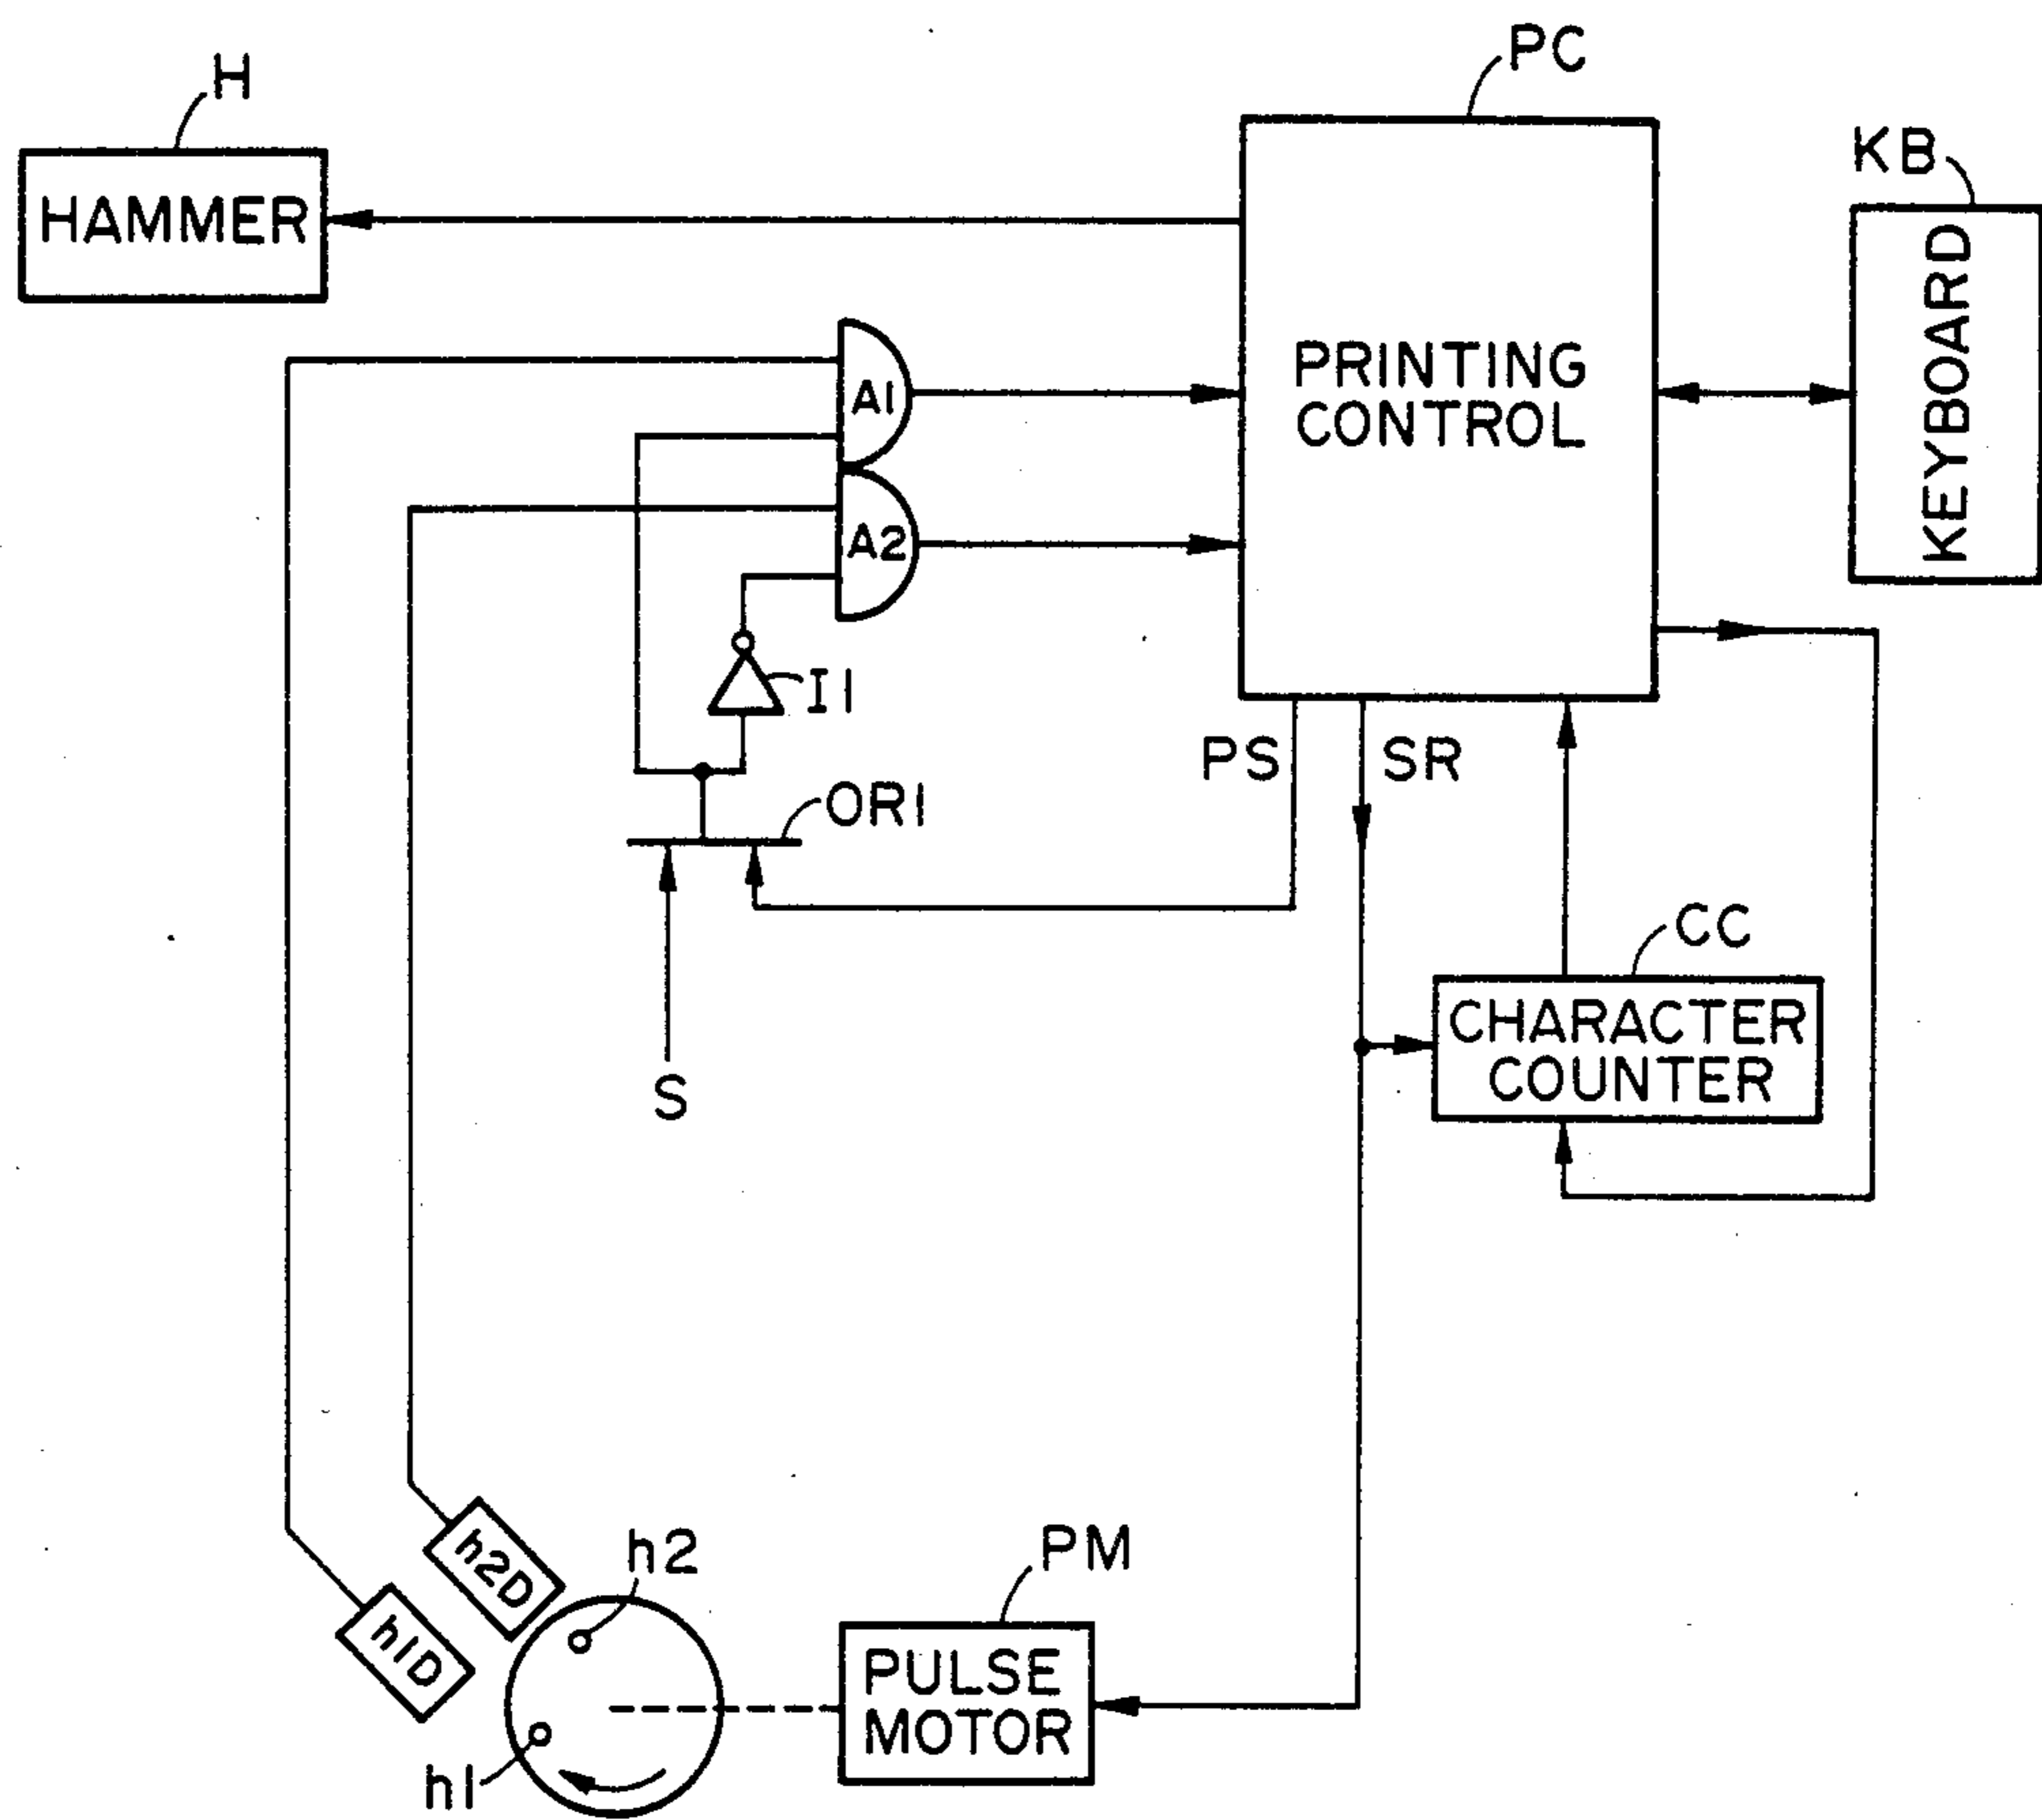 H
HAMMER
PC
PRINTING
CONTROL
KB
KEYBOARD
A1
A2
I1
OR1
PS
SR
S
CC
CHARACTER
COUNTER
h2D
h1D
h2
h1
PM
PULSE
MOTOR